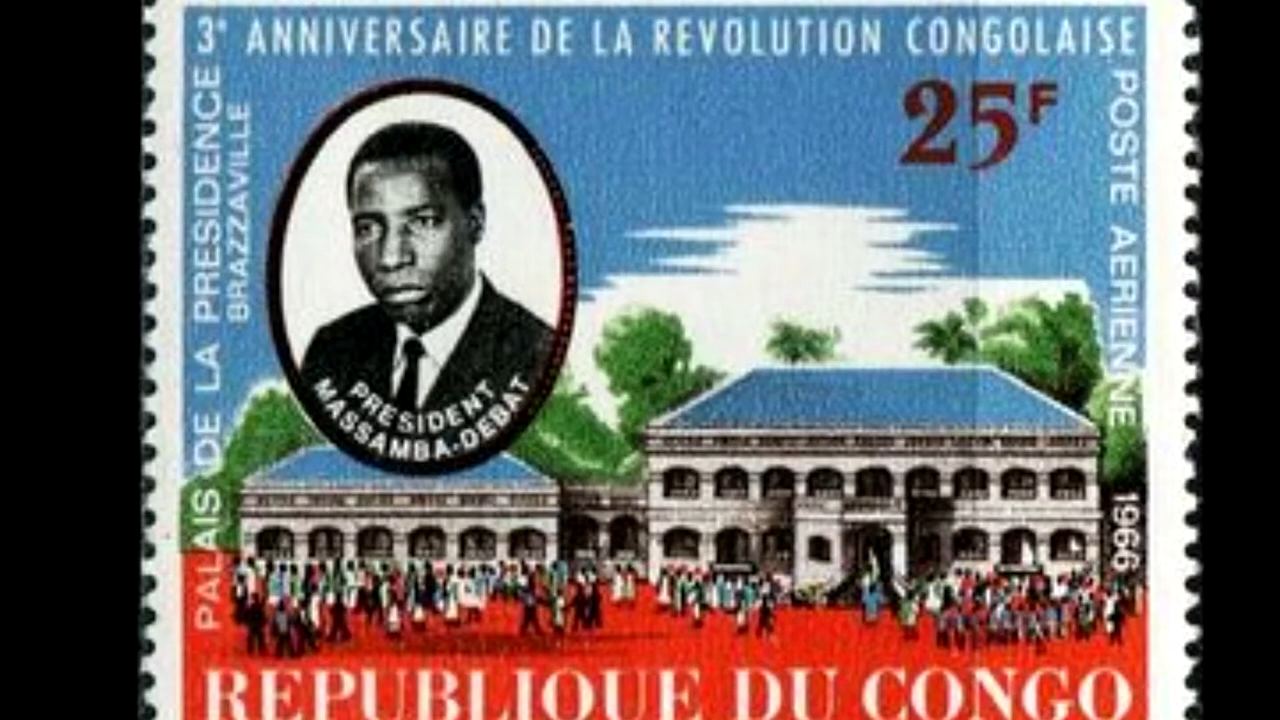 3e ANNIVERSAIRE DE LA REVOLUTION CONGOLAISE
PALAIS DE LA PRESIDENCE
BRAZZAVILLE
25F
POSTE AERIENNE 1966
PRESIDENT
MASSAMBA-DEBAT
REPUBLIQUE DU CONGO